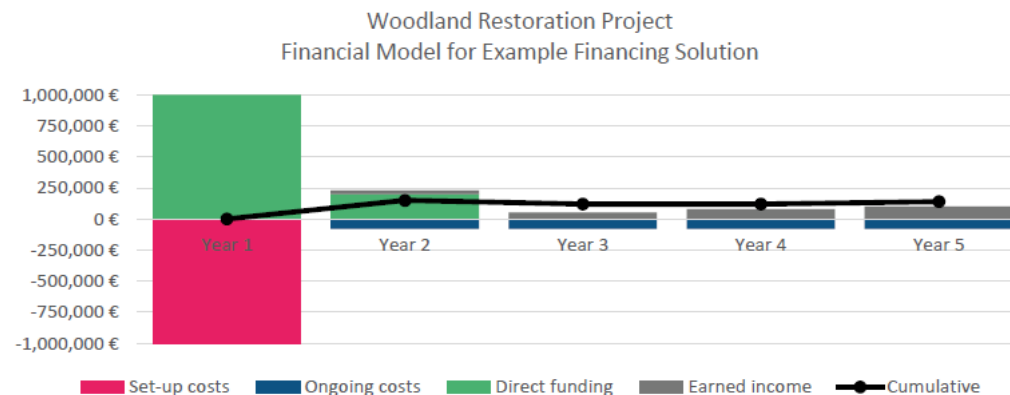 Woodland Restoration Project
Financial Model for Example Financing Solution
1,000,000 €
750,000 €
500,000 €
250,000 €
0 €
-250,000 €
-500,000 €
-750,000 €
-1,000,000 €
Year 1 Year 2 Year 3 Year 4 Year 5
Set-up costs Ongoing costs Direct funding Earned income Cumulative